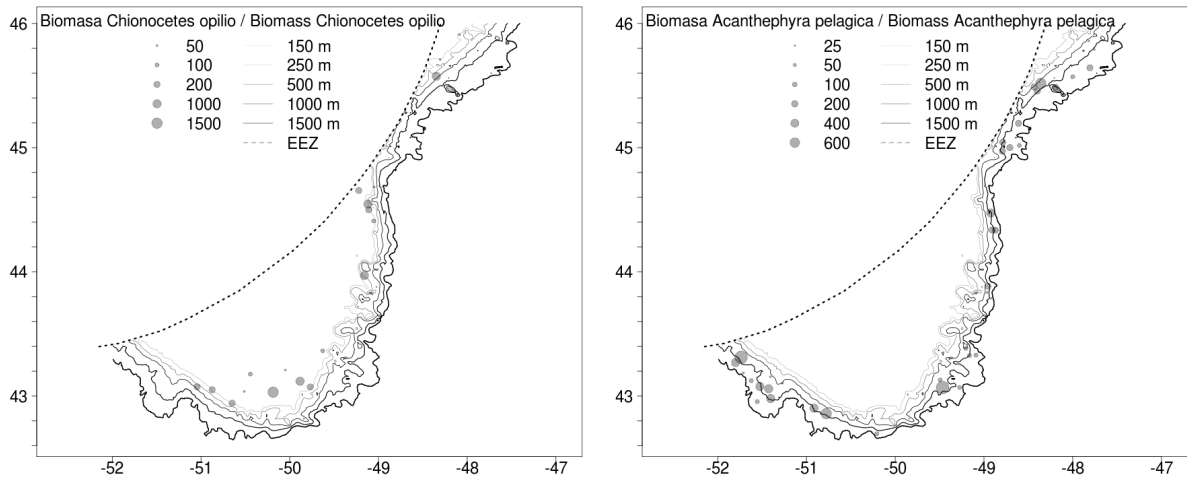 Biomasa Chionocetes opilio / Biomass Chionocetes opilio
50 150 m
100 250 m
200 500 m
1000 1000 m
1500 1500 m
EEZ
46
45
44
43
-52 -51 -50 -49 -48 -47
Biomasa Acanthephyra pelagica / Biomass Acanthephyra pelagica
25 150 m
50 250 m
100 500 m
200 1000 m
400 1500 m
600 EEZ
46
45
44
43
-52 -51 -50 -49 -48 -47